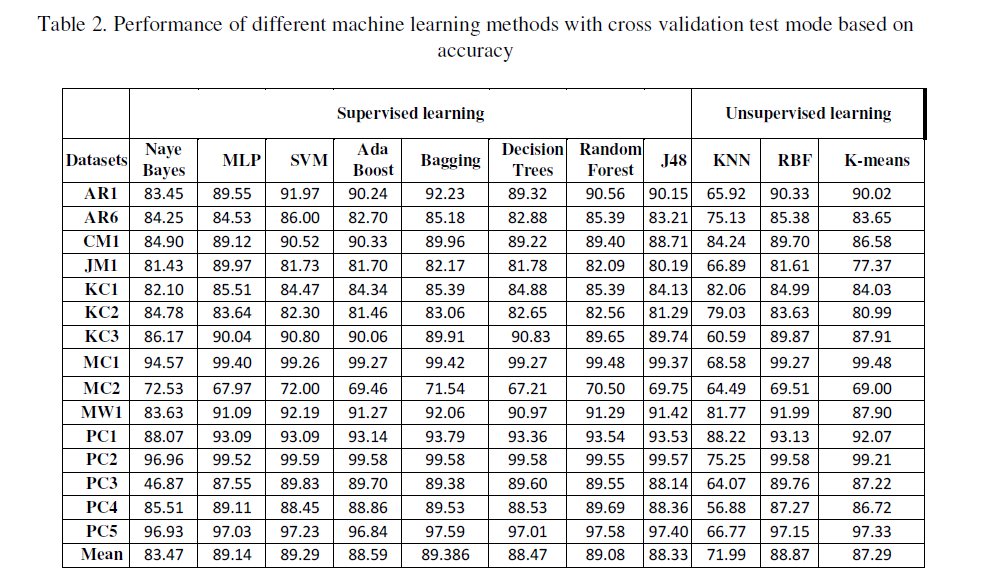 Table 2. Performance of different machine learning methods with cross validation test mode based on
accuracy
Supervised learning Unsupervised learning
Datasets Naye Bayes MLP SVM Ada Boost Bagging Decision Trees Random Forest J48 KNN RBF K-means
AR1 83.45 89.55 91.97 90.24 92.23 89.32 90.56 90.15 65.92 90.33 90.02
AR6 84.25 84.53 86.00 82.70 85.18 82.88 85.39 83.21 75.13 85.38 83.65
CM1 84.90 89.12 90.52 90.33 89.96 89.22 89.40 88.71 84.24 89.70 86.58
JM1 81.43 89.97 81.73 81.70 82.17 81.78 82.09 80.19 66.89 81.61 77.37
KC1 82.10 85.51 84.47 84.34 85.39 84.88 85.39 84.13 82.06 84.99 84.03
KC2 84.78 83.64 82.30 81.46 83.06 82.65 82.56 81.29 79.03 83.63 80.99
KC3 86.17 90.04 90.80 90.06 89.91 90.83 89.65 89.74 60.59 89.87 87.91
MC1 94.57 99.40 99.26 99.27 99.42 99.27 99.48 99.37 68.58 99.27 99.48
MC2 72.53 67.97 72.00 69.46 71.54 67.21 70.50 69.75 64.49 69.51 69.00
MW1 83.63 91.09 92.19 91.27 92.06 90.97 91.29 91.42 81.77 91.99 87.90
PC1 88.07 93.09 93.09 93.14 93.79 93.36 93.54 93.53 88.22 93.13 92.07
PC2 96.96 99.52 99.59 99.58 99.58 99.58 99.55 99.57 75.25 99.58 99.21
PC3 46.87 87.55 89.83 89.70 89.38 89.60 89.55 88.14 64.07 89.76 87.22
PC4 85.51 89.11 88.45 88.86 89.53 88.53 89.69 88.36 56.88 87.27 86.72
PC5 96.93 97.03 97.23 96.84 97.59 97.01 97.58 97.40 66.77 97.15 97.33
Mean 83.47 89.14 89.29 88.59 89.386 88.47 89.08 88.33 71.99 88.87 87.29